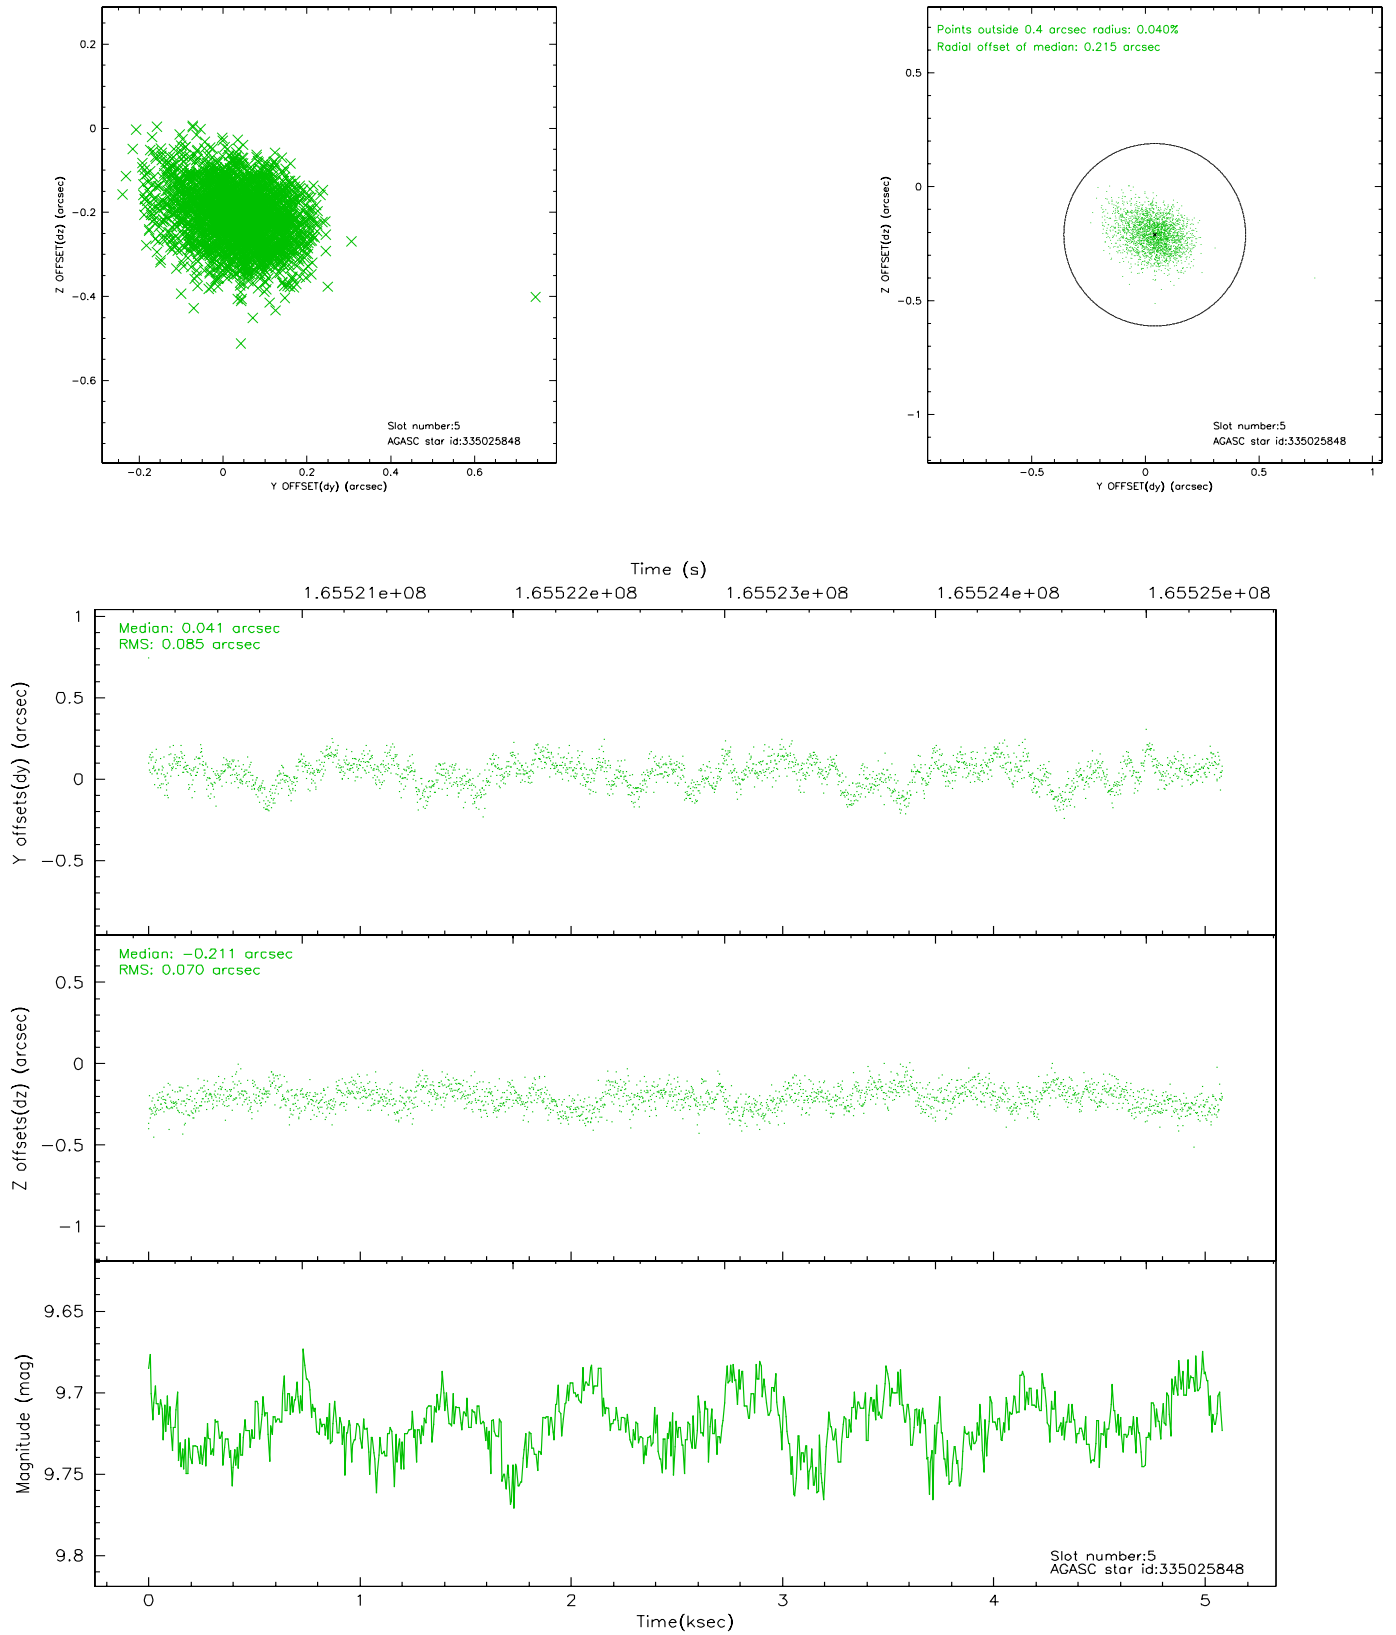 0.2
0
−0.2
−0.4
−0.6
Z OFFSET(dz) (arcsec)
−0.2 0 0.2 0.4 0.6
Y OFFSET(dy) (arcsec)
Slot number:5
AGASC star id:335025848
Points outside 0.4 arcsec radius: 0.040%
Radial offset of median: 0.215 arcsec
0.5
0
−0.5
−1
Z OFFSET(dz) (arcsec)
−0.5 0 0.5 1
Y OFFSET(dy) (arcsec)
Slot number:5
AGASC star id:335025848
Time (s)
1.65521e+08 1.65522e+08 1.65523e+08 1.65524e+08 1.65525e+08
Median: 0.041 arcsec
RMS: 0.085 arcsec
1
0.5
0
−0.5
Y offsets(dy) (arcsec)
Median: −0.211 arcsec
RMS: 0.070 arcsec
0.5
0
−0.5
−1
Z offsets(dz) (arcsec)
9.65
9.7
9.75
9.8
Magnitude (mag)
Slot number:5
AGASC star id:335025848
0 1 2 3 4 5
Time(ksec)